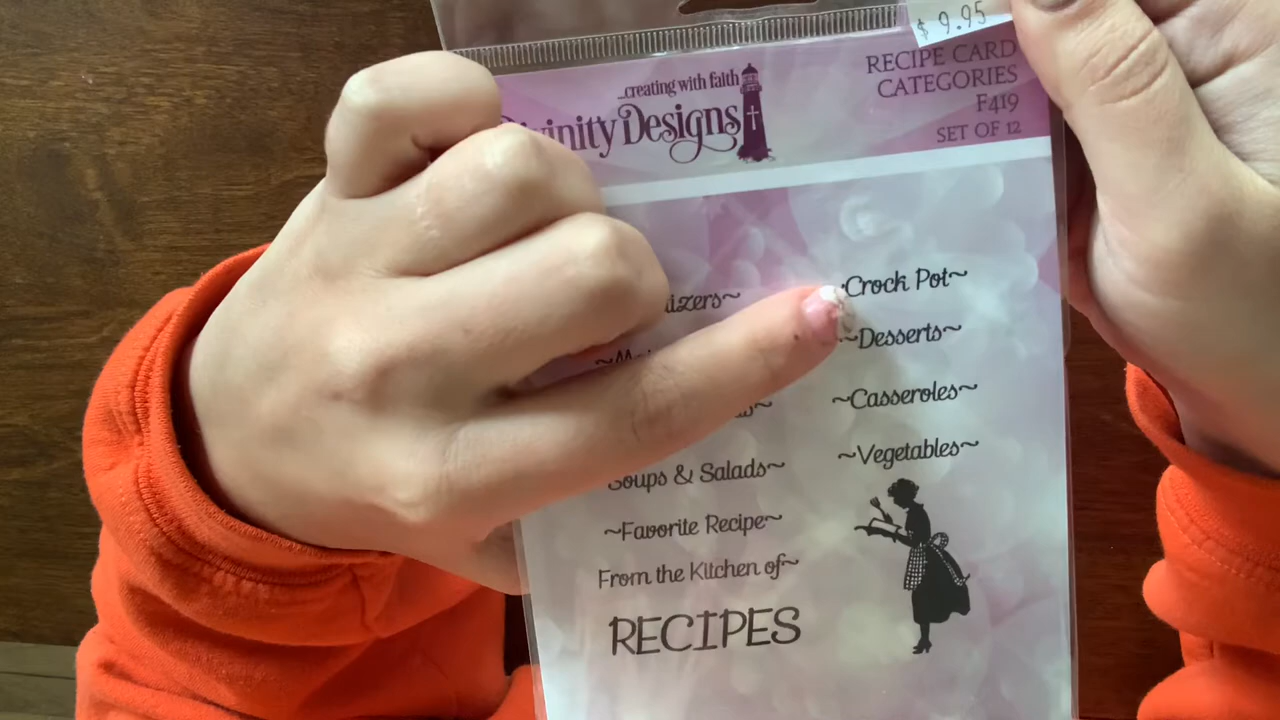 $ 9.95
...creating with faith
Divinity Designs
RECIPE CARD
CATEGORIES
F419
SET OF 12
~Crock Pot~
~Desserts~
~Casseroles~
Soups & Salads~
~Vegetables~
~Favorite Recipe~
From the Kitchen of~
RECIPES